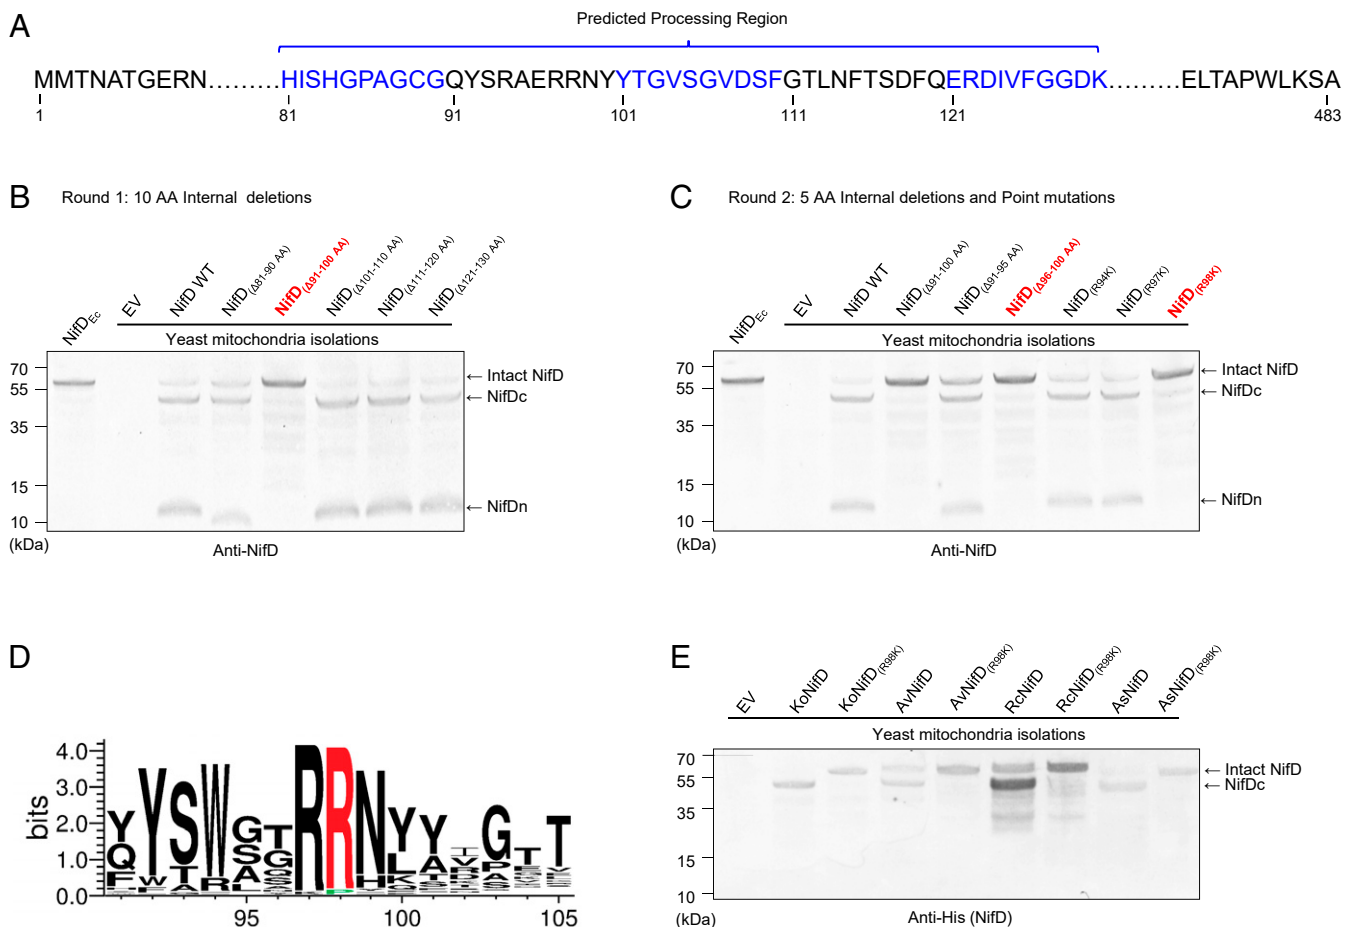 A
Predicted Processing Region
MMTNATGERN.........HISHGPAGCGQYSRAERRNYYTGVSGVDSFGTLNFTSDFQERDIVFGGDK.........ELTAPWLKSA
1 81 91 101 111 121 483
B Round 1: 10 AA Internal deletions
NifDEc EV NifD WT NifD(Δ81-90 AA) NifD(Δ91-100 AA) NifD(Δ101-110 AA) NifD(Δ111-120 AA) NifD(Δ121-130 AA)
Yeast mitochondria isolations
70 ← Intact NifD
55 ← NifDc
35
15
← NifDn
10
(kDa)
Anti-NifD
C Round 2: 5 AA Internal deletions and Point mutations
NifDEc EV NifD WT NifD(Δ91-100 AA) NifD(Δ91-95 AA) NifD(Δ96-100 AA) NifD(R94K) NifD(R97K) NifD(R98K)
Yeast mitochondria isolations
70 ← Intact NifD
55 ← NifDc
35
15
← NifDn
10
(kDa)
Anti-NifD
D
bits
4.0
3.0
2.0
1.0
0.0
YYSWGTRRNYYIGTT
Q T S G L A V P
95 100 105
E
EV KoNifD KoNifD(R98K) AvNifD AvNifD(R98K) RcNifD RcNifD(R98K) AsNifD AsNifD(R98K)
Yeast mitochondria isolations
70 ← Intact NifD
55 ← NifDc
35
15
10
(kDa)
Anti-His (NifD)